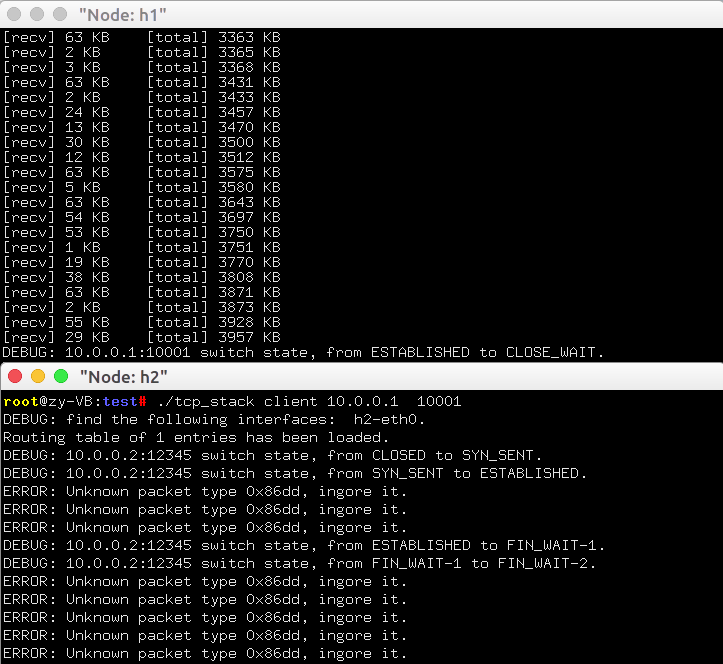 "Node: h1"
[recv] 63 KB [total] 3363 KB
[recv] 2 KB [total] 3365 KB
[recv] 3 KB [total] 3368 KB
[recv] 63 KB [total] 3431 KB
[recv] 2 KB [total] 3433 KB
[recv] 24 KB [total] 3457 KB
[recv] 13 KB [total] 3470 KB
[recv] 30 KB [total] 3500 KB
[recv] 12 KB [total] 3512 KB
[recv] 63 KB [total] 3575 KB
[recv] 5 KB [total] 3580 KB
[recv] 63 KB [total] 3643 KB
[recv] 54 KB [total] 3697 KB
[recv] 53 KB [total] 3750 KB
[recv] 1 KB [total] 3751 KB
[recv] 19 KB [total] 3770 KB
[recv] 38 KB [total] 3808 KB
[recv] 63 KB [total] 3871 KB
[recv] 2 KB [total] 3873 KB
[recv] 55 KB [total] 3928 KB
[recv] 29 KB [total] 3957 KB
DEBUG: 10.0.0.1:10001 switch state, from ESTABLISHED to CLOSE_WAIT.
"Node: h2"
root@zy-VB:test# ./tcp_stack client 10.0.0.1  10001
DEBUG: find the following interfaces:  h2-eth0.
Routing table of 1 entries has been loaded.
DEBUG: 10.0.0.2:12345 switch state, from CLOSED to SYN_SENT.
DEBUG: 10.0.0.2:12345 switch state, from SYN_SENT to ESTABLISHED.
ERROR: Unknown packet type 0x86dd, ingore it.
ERROR: Unknown packet type 0x86dd, ingore it.
ERROR: Unknown packet type 0x86dd, ingore it.
DEBUG: 10.0.0.2:12345 switch state, from ESTABLISHED to FIN_WAIT-1.
DEBUG: 10.0.0.2:12345 switch state, from FIN_WAIT-1 to FIN_WAIT-2.
ERROR: Unknown packet type 0x86dd, ingore it.
ERROR: Unknown packet type 0x86dd, ingore it.
ERROR: Unknown packet type 0x86dd, ingore it.
ERROR: Unknown packet type 0x86dd, ingore it.
ERROR: Unknown packet type 0x86dd, ingore it.